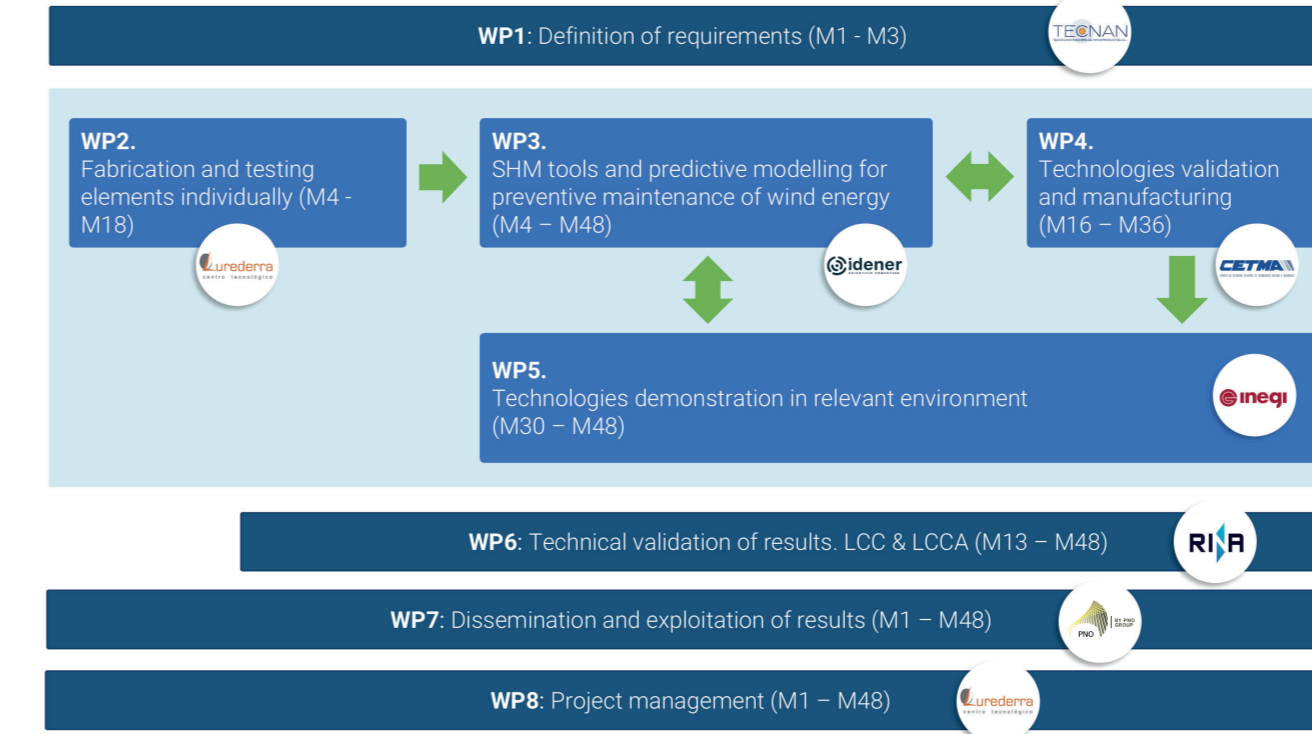 WP1: Definition of requirements (M1 - M3)
TECNAN
WP2.
Fabrication and testing
elements individually (M4 -
M18)
Lurederra
centro tecnológico
WP3.
SHM tools and predictive modelling for
preventive maintenance of wind energy
(M4 – M48)
idener
WP4.
Technologies validation
and manufacturing
(M16 – M36)
CETMA
WP5.
Technologies demonstration in relevant environment
(M30 – M48)
inegi
WP6: Technical validation of results. LCC & LCCA (M13 – M48)
RINA
WP7: Dissemination and exploitation of results (M1 – M48)
PNO
BY PNO
GROUP
WP8: Project management (M1 – M48)
Lurederra
centro tecnológico